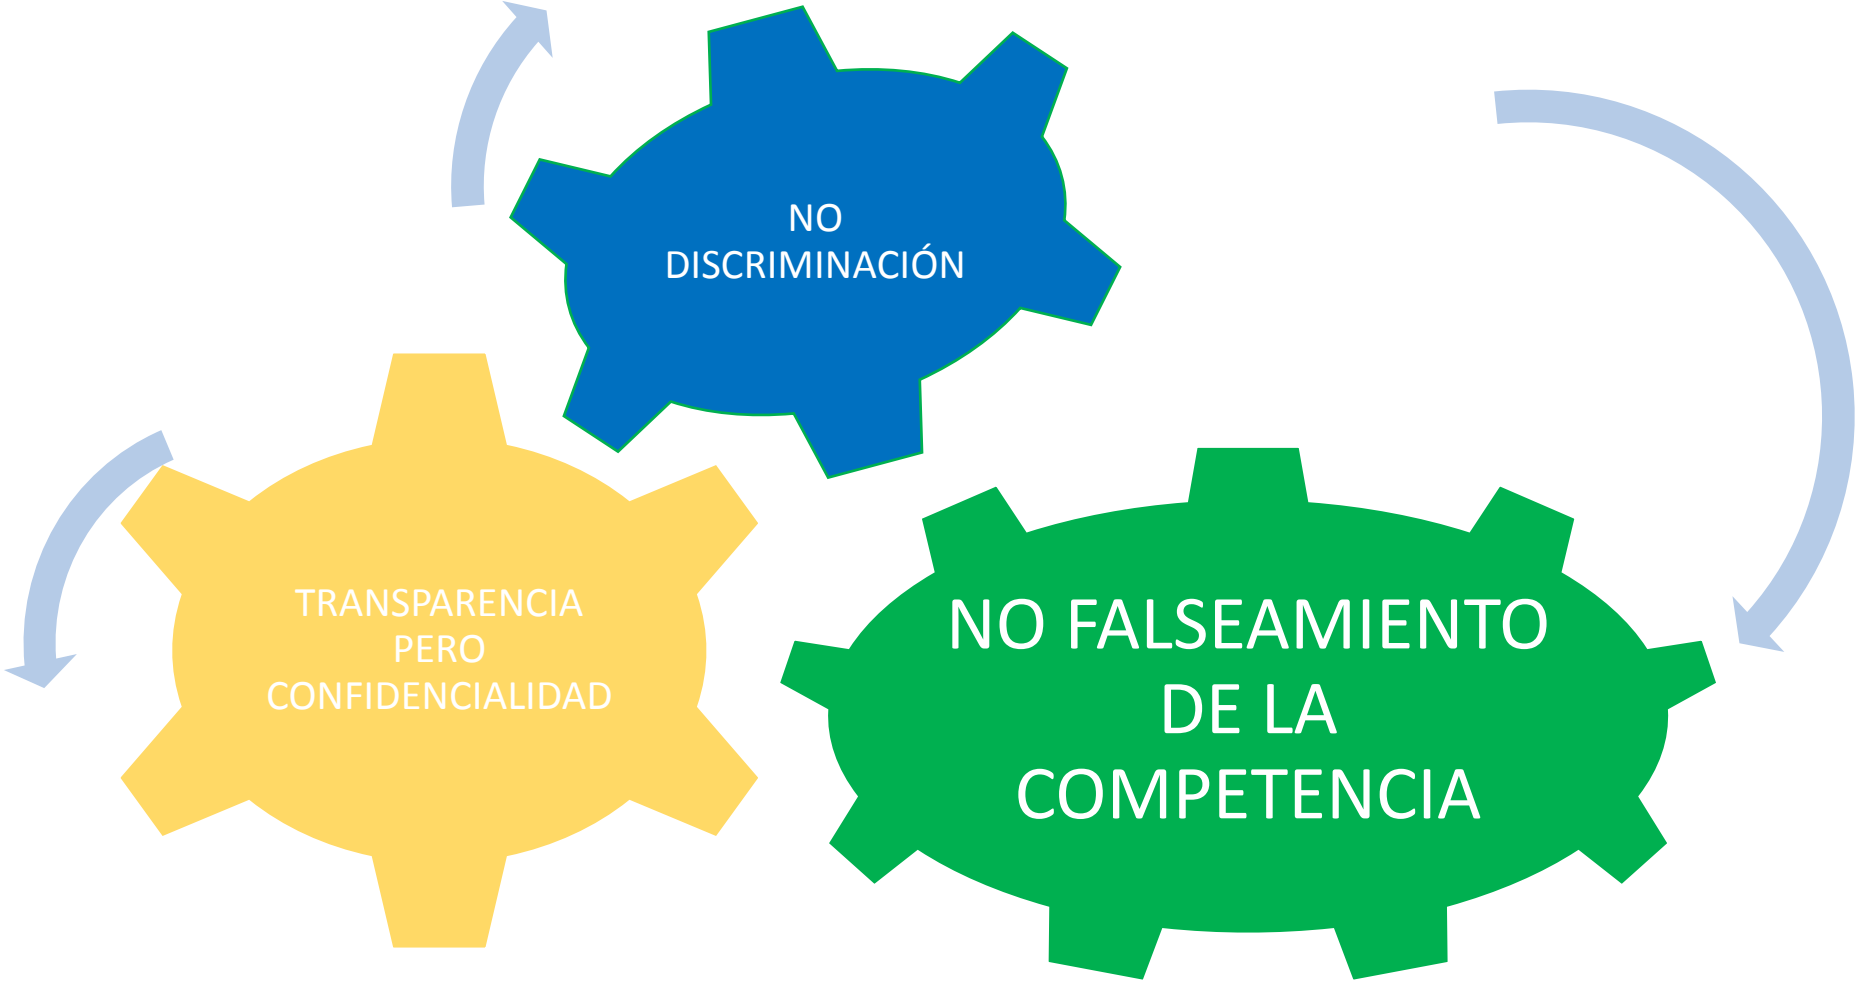 NO
DISCRIMINACIÓN
TRANSPARENCIA
PERO
CONFIDENCIALIDAD
NO FALSEAMIENTO
DE LA
COMPETENCIA